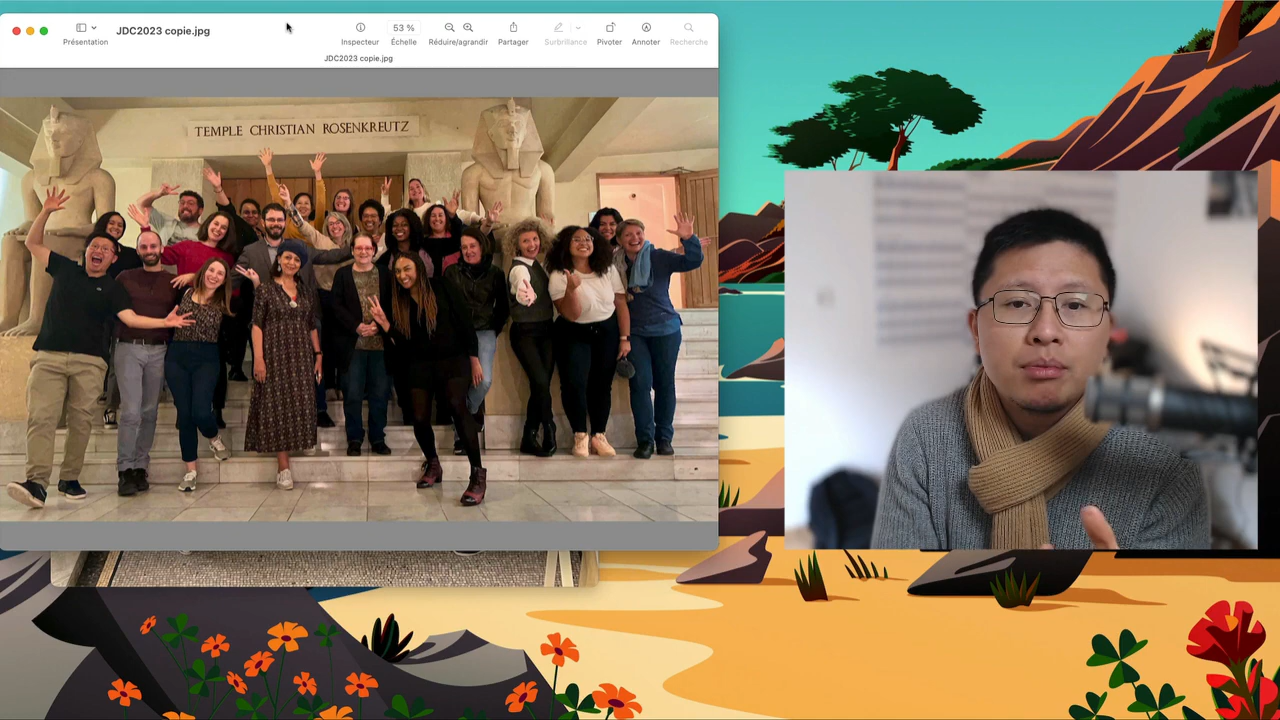 JDC2023 copie.jpg
53 %
Présentation
Inspecteur
Échelle
Réduire/agrandir
Partager
Surbrillance
Pivoter
Annoter
Recherche
JDC2023 copie.jpg
TEMPLE CHRISTIAN ROSENKREUTZ